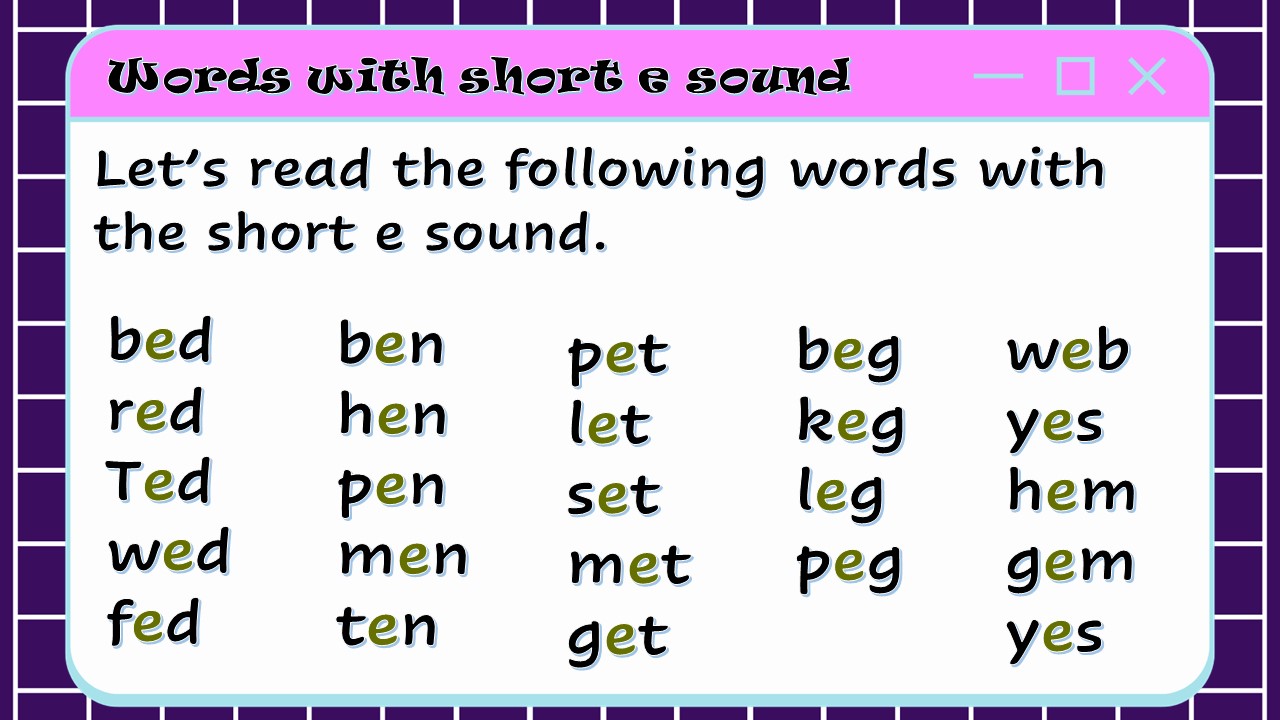 Words with short e sound
Let's read the following words with
the short e sound.
bed ben pet beg web
red hen let keg yes
Ted pen set leg hem
wed men met peg gem
fed ten get yes